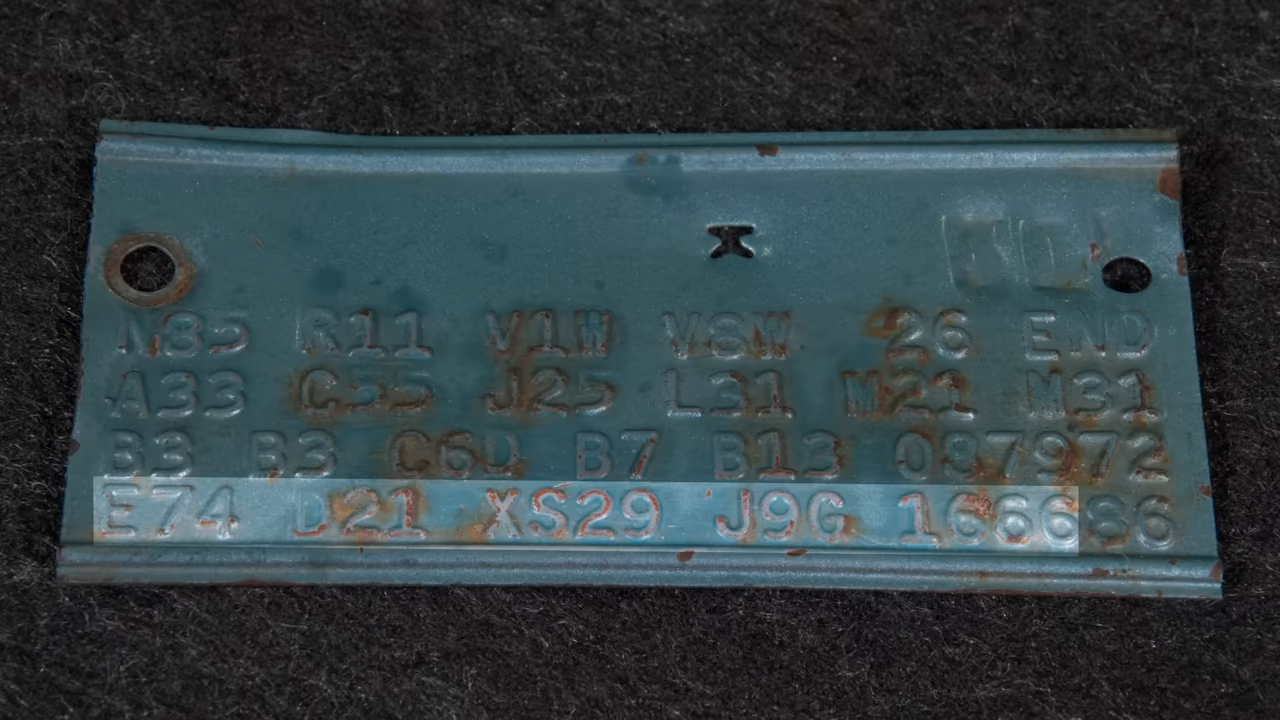 N85 R11 V1W V8W 26 END
A33 C55 J25 L31 M21 M31
B3 B3 C6D B7 B13 087972
E74 D21 XS29 J9G 166686